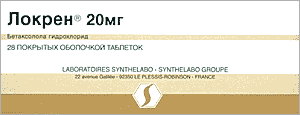 Локрен® 20мг
Бетаксолола гидрохлорид
28 ПОКРЫТЫХ ОБОЛОЧКОЙ ТАБЛЕТОК
LABORATOIRES SYNTHELABO - SYNTHELABO GROUPE
22 avenue Galilée - 92350 LE PLESSIS-ROBINSON - FRANCE